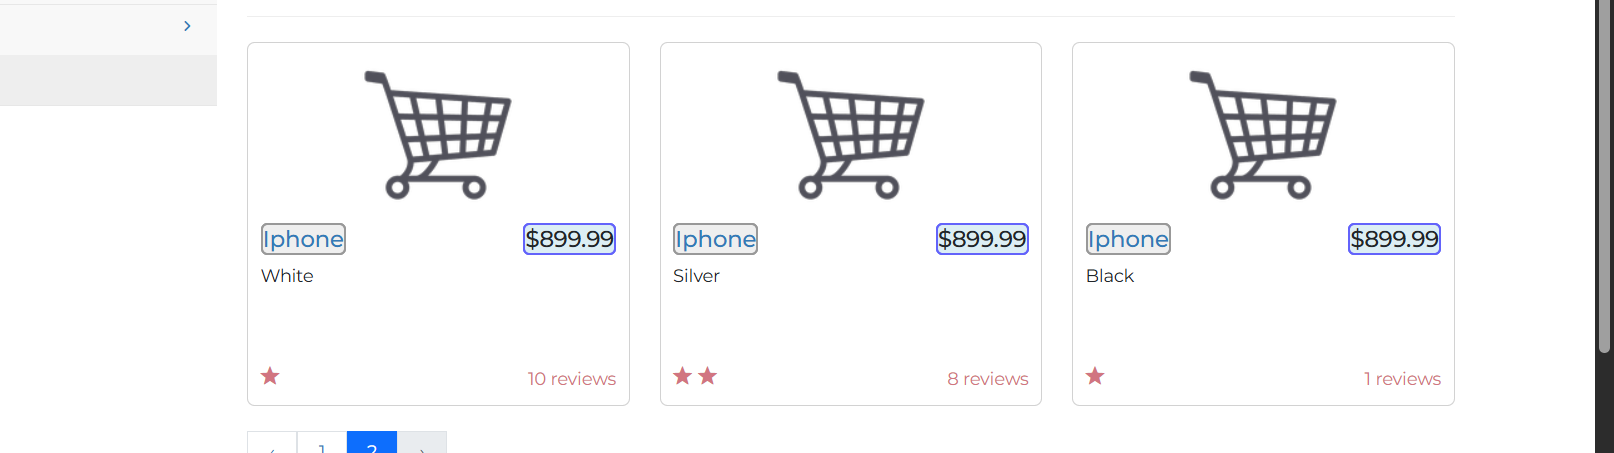 Iphone $899.99
White
10 reviews
Iphone $899.99
Silver
8 reviews
Iphone $899.99
Black
1 reviews
‹ 1 2 ›